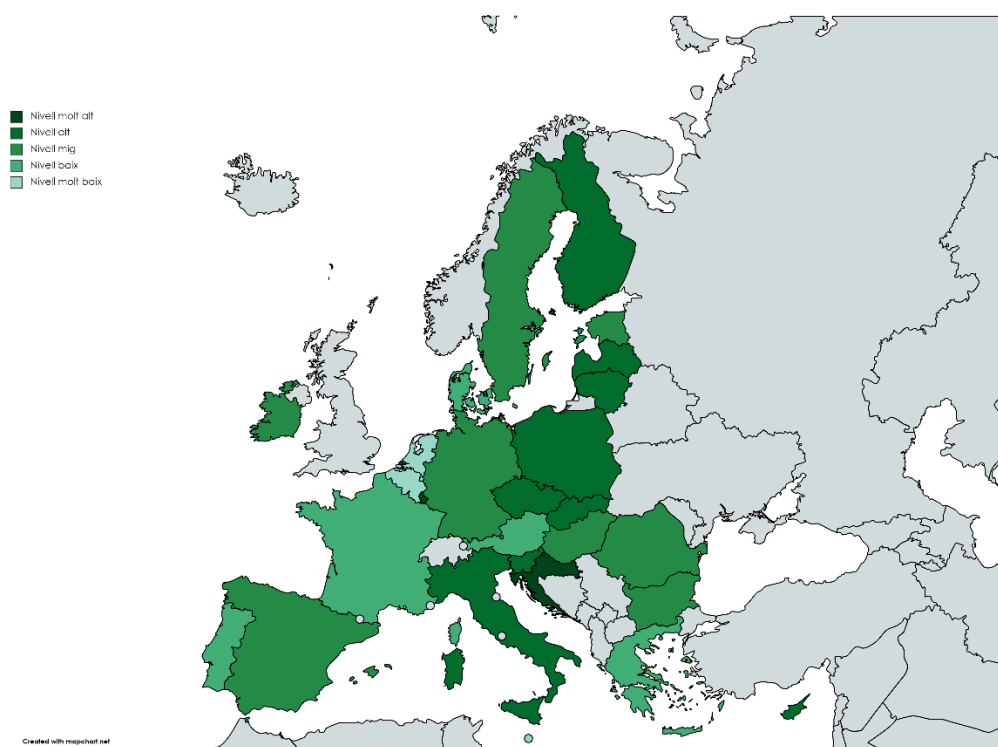 Nivell molt alt
Nivell alt
Nivell mig
Nivell baix
Nivell molt baix
Created with mapchart.net